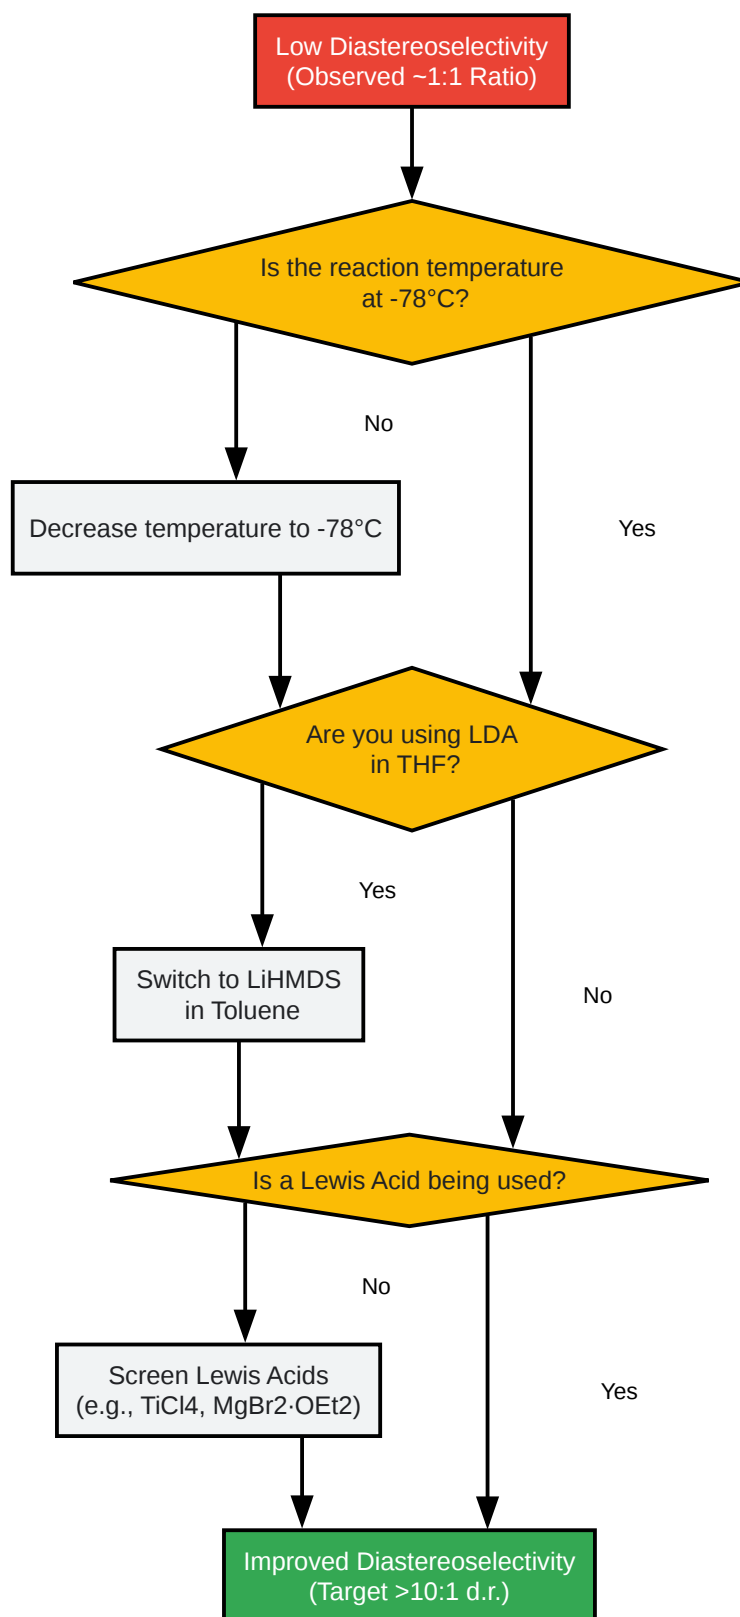 Low Diastereoselectivity
(Observed ~1:1 Ratio)
Is the reaction temperature
at -78°C?
No
Decrease temperature to -78°C
Yes
Are you using LDA
in THF?
Yes
Switch to LiHMDS
in Toluene
No
Is a Lewis Acid being used?
No
Screen Lewis Acids
(e.g., TiCl4, MgBr2·OEt2)
Yes
Improved Diastereoselectivity
(Target >10:1 d.r.)